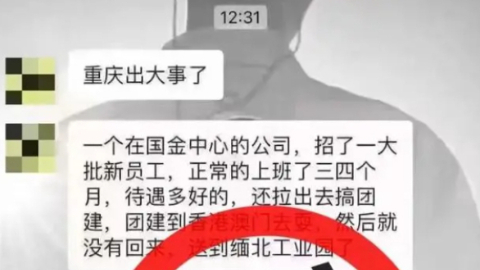 12:31
重庆出大事了
一个在国金中心的公司，招了一大
批新员工，正常的上班了三四个
月，待遇多好的，还拉出去搞团
建，团建到香港澳门去耍，然后就
没有回来，送到缅北工业园了